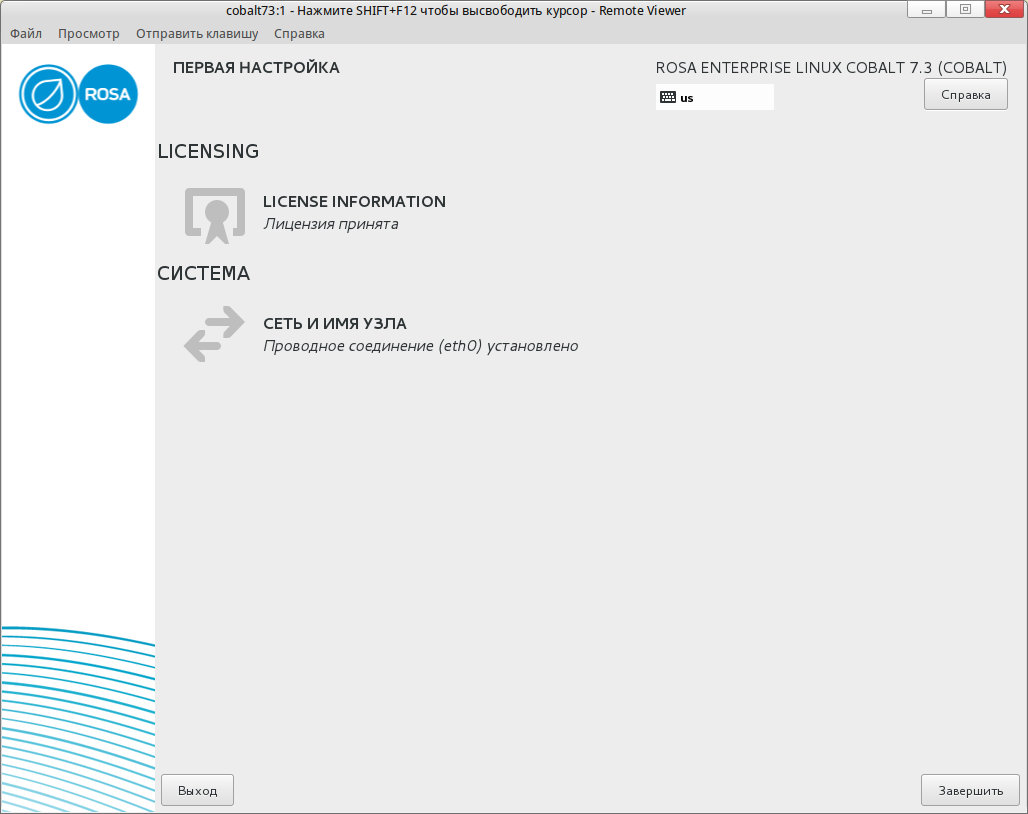 cobalt73:1 - Нажмите SHIFT+F12 чтобы высвободить курсор - Remote Viewer
Файл Просмотр Отправить клавишу Справка
ROSA
ПЕРВАЯ НАСТРОЙКА
ROSA ENTERPRISE LINUX COBALT 7.3 (COBALT)
us
Справка
LICENSING
LICENSE INFORMATION
Лицензия принята
СИСТЕМА
СЕТЬ И ИМЯ УЗЛА
Проводное соединение (eth0) установлено
Выход
Завершить